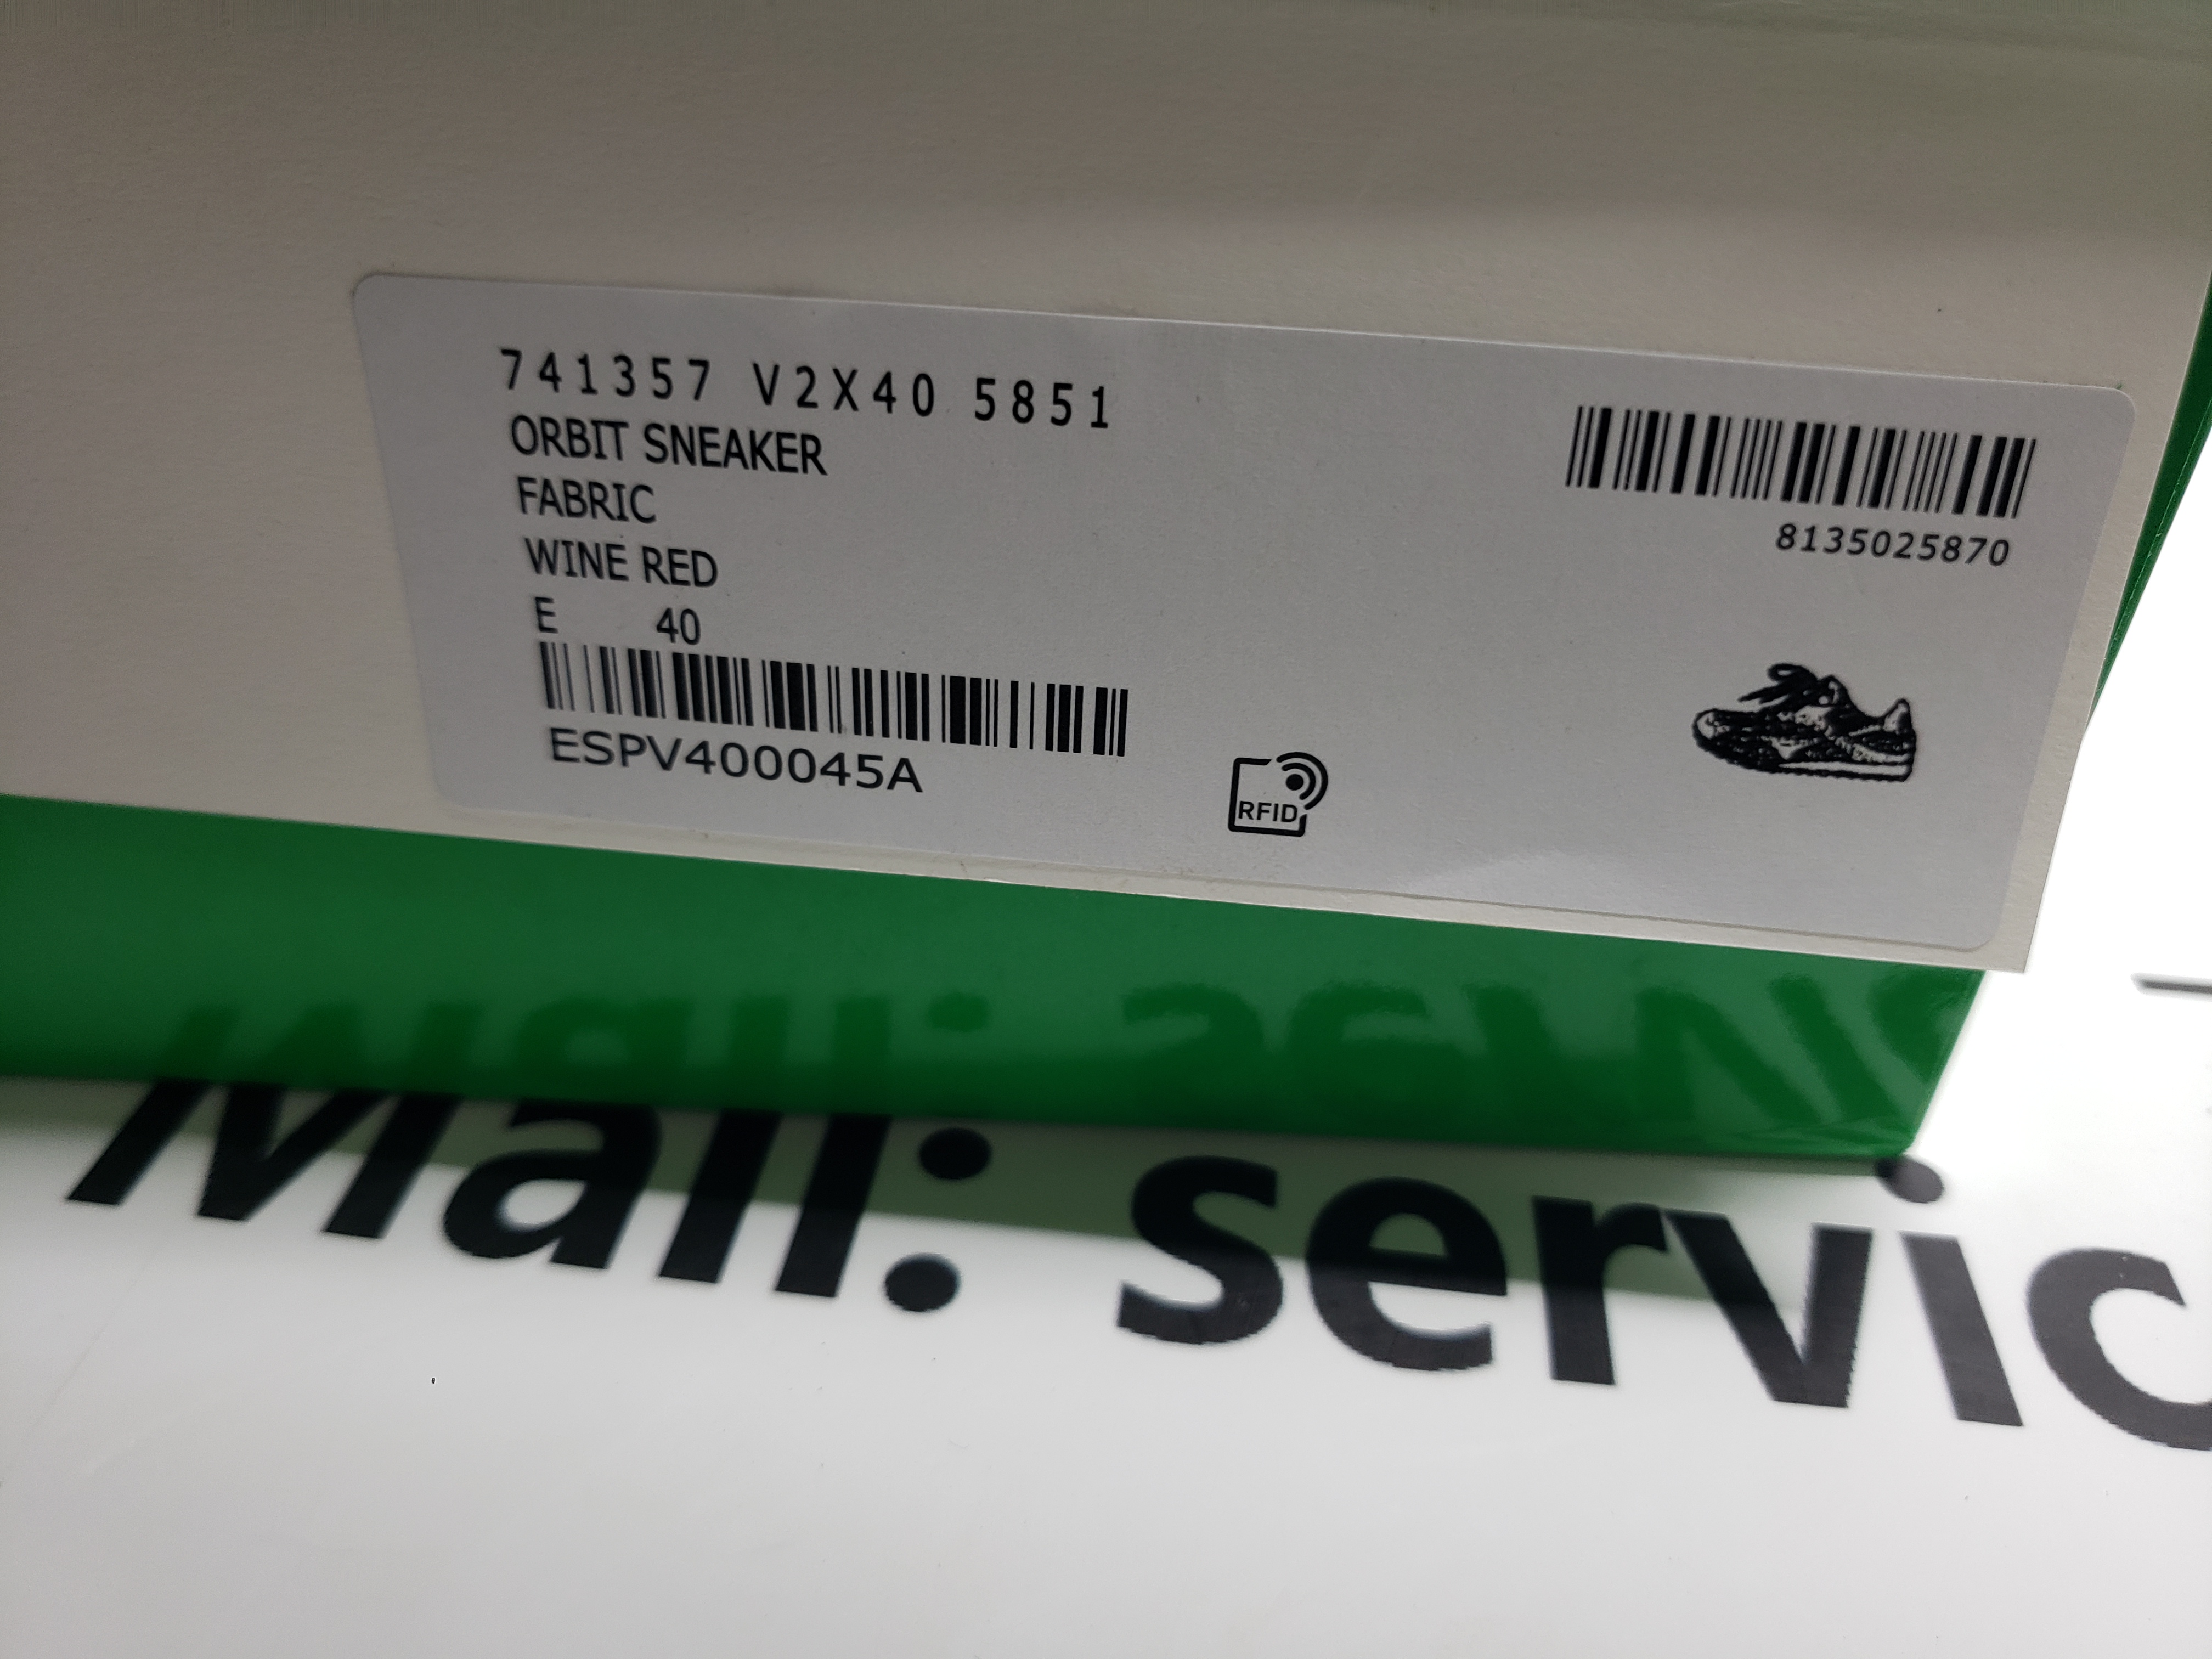 741357 V2X40 5851
ORBIT SNEAKER
FABRIC
WINE RED
E 40
ESPV400045A
8135025870
RFID
Mail: servic